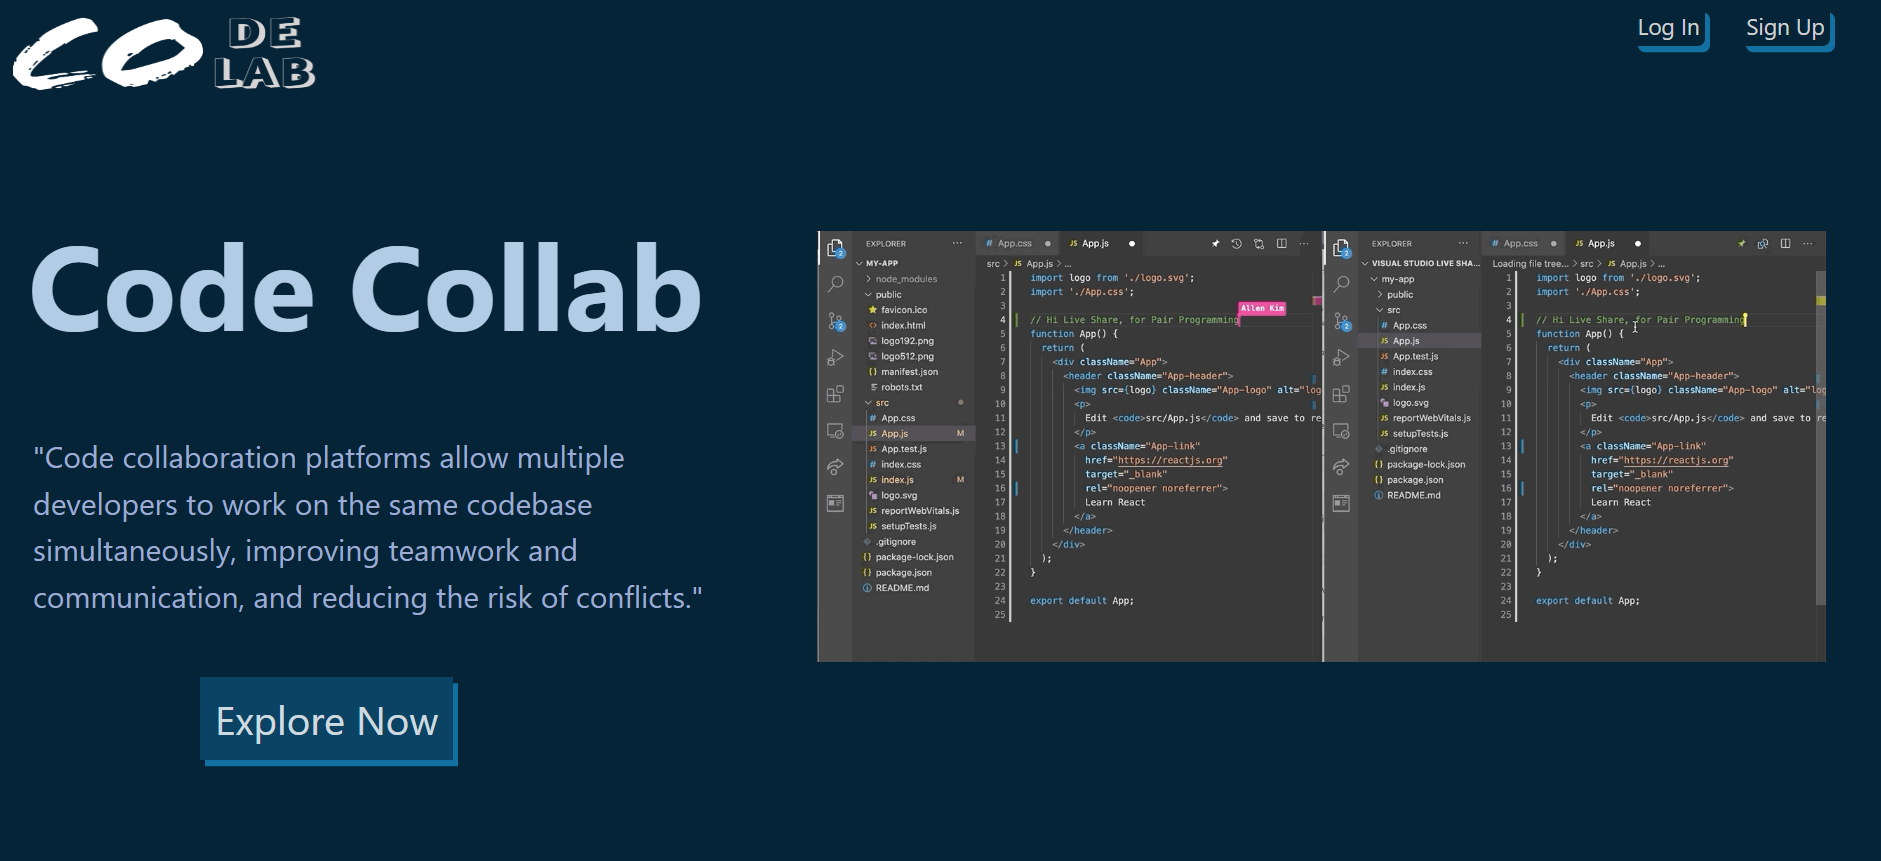 CO DE
LAB
Log In
Sign Up
Code Collab
"Code collaboration platforms allow multiple
developers to work on the same codebase
simultaneously, improving teamwork and
communication, and reducing the risk of conflicts."
Explore Now
EXPLORER
MY-APP
node_modules
public
favicon.ico
index.html
logo192.png
logo512.png
manifest.json
robots.txt
src
App.css
App.js M
App.test.js
index.css
index.js M
logo.svg
reportWebVitals.js
setupTests.js
.gitignore
package-lock.json
package.json
README.md
# App.css
JS App.js
src > JS App.js > ...
1 import logo from './logo.svg';
2 import './App.css';
3
Allen Kim
4 // Hi Live Share, for Pair Programming
5 function App() {
6 return (
7 <div className="App">
8 <header className="App-header">
9 <img src={logo} className="App-logo" alt="log
10 <p>
11 Edit <code>src/App.js</code> and save to re
12 </p>
13 <a className="App-link"
14 href="https://reactjs.org"
15 target="_blank"
16 rel="noopener noreferrer">
17 Learn React
18 </a>
19 </header>
20 </div>
21 );
22 }
23
24 export default App;
25
EXPLORER
VISUAL STUDIO LIVE SHA...
my-app
public
src
App.css
App.js
App.test.js
index.css
index.js
logo.svg
reportWebVitals.js
setupTests.js
.gitignore
package-lock.json
package.json
README.md
# App.css
JS App.js
Loading file tree... > src > JS App.js > ...
1 import logo from './logo.svg';
2 import './App.css';
3
4 // Hi Live Share, for Pair Programming
5 function App() {
6 return (
7 <div className="App">
8 <header className="App-header">
9 <img src={logo} className="App-logo" alt="log
10 <p>
11 Edit <code>src/App.js</code> and save to re
12 </p>
13 <a className="App-link"
14 href="https://reactjs.org"
15 target="_blank"
16 rel="noopener noreferrer">
17 Learn React
18 </a>
19 </header>
20 </div>
21 );
22 }
23
24 export default App;
25